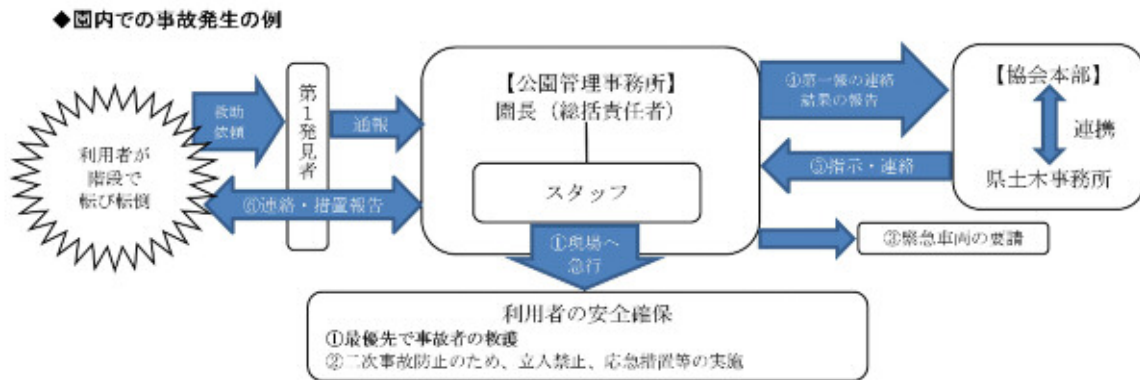 ◆園内での事故発生の例
利用者が
階段で
転び転倒
救助
依頼
第1発見者
通報
⑥連絡・措置報告
【公園管理事務所】
園長(総括責任者)
スタッフ
①現場へ
急行
④第一報の連絡
結果の報告
⑤指示・連絡
【協会本部】
連携
県土木事務所
③緊急車両の要請
利用者の安全確保
①最優先で事故者の救護
②二次事故防止のため、立入禁止、応急措置等の実施